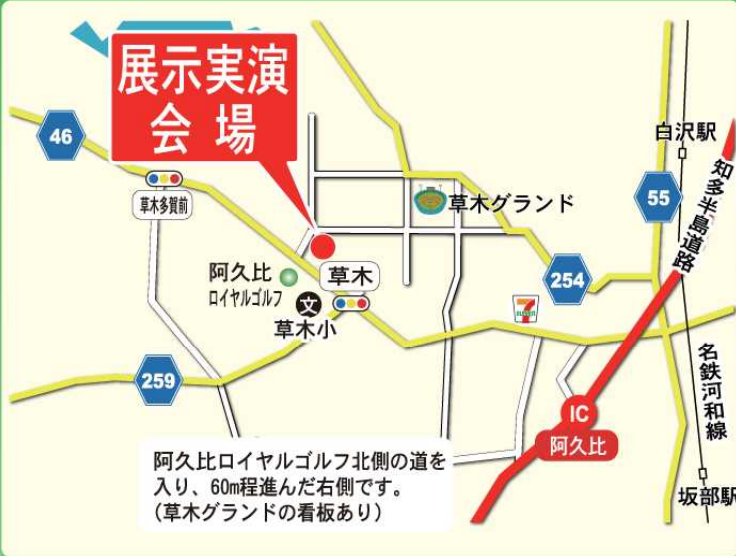 展示実演
会場
46
白沢駅
草木多賀前
55
知多半島道路
草木グランド
阿久比
ロイヤルゴルフ
草木
254
文
草木小
7
ELEVEN
259
名鉄河和線
IC
阿久比
阿久比ロイヤルゴルフ北側の道を
入り、60m程進んだ右側です。
(草木グランドの看板あり)
坂部駅